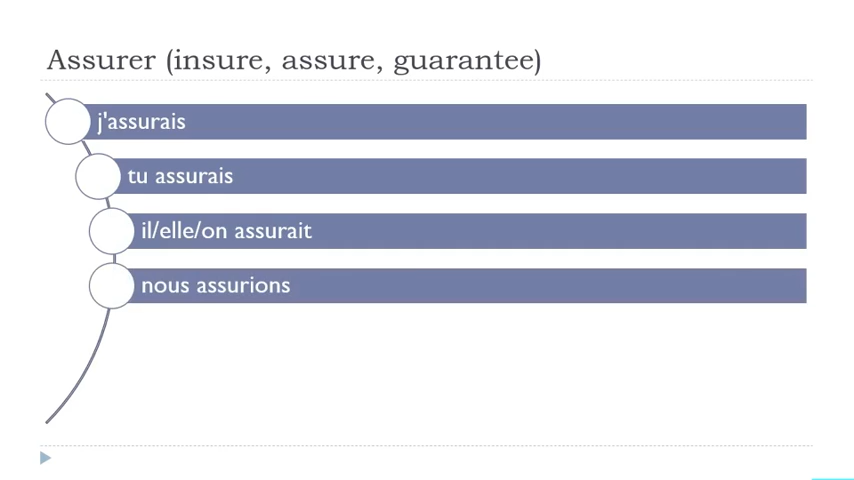 Assurer (insure, assure, guarantee)
j'assurais
tu assurais
il/elle/on assurait
nous assurions